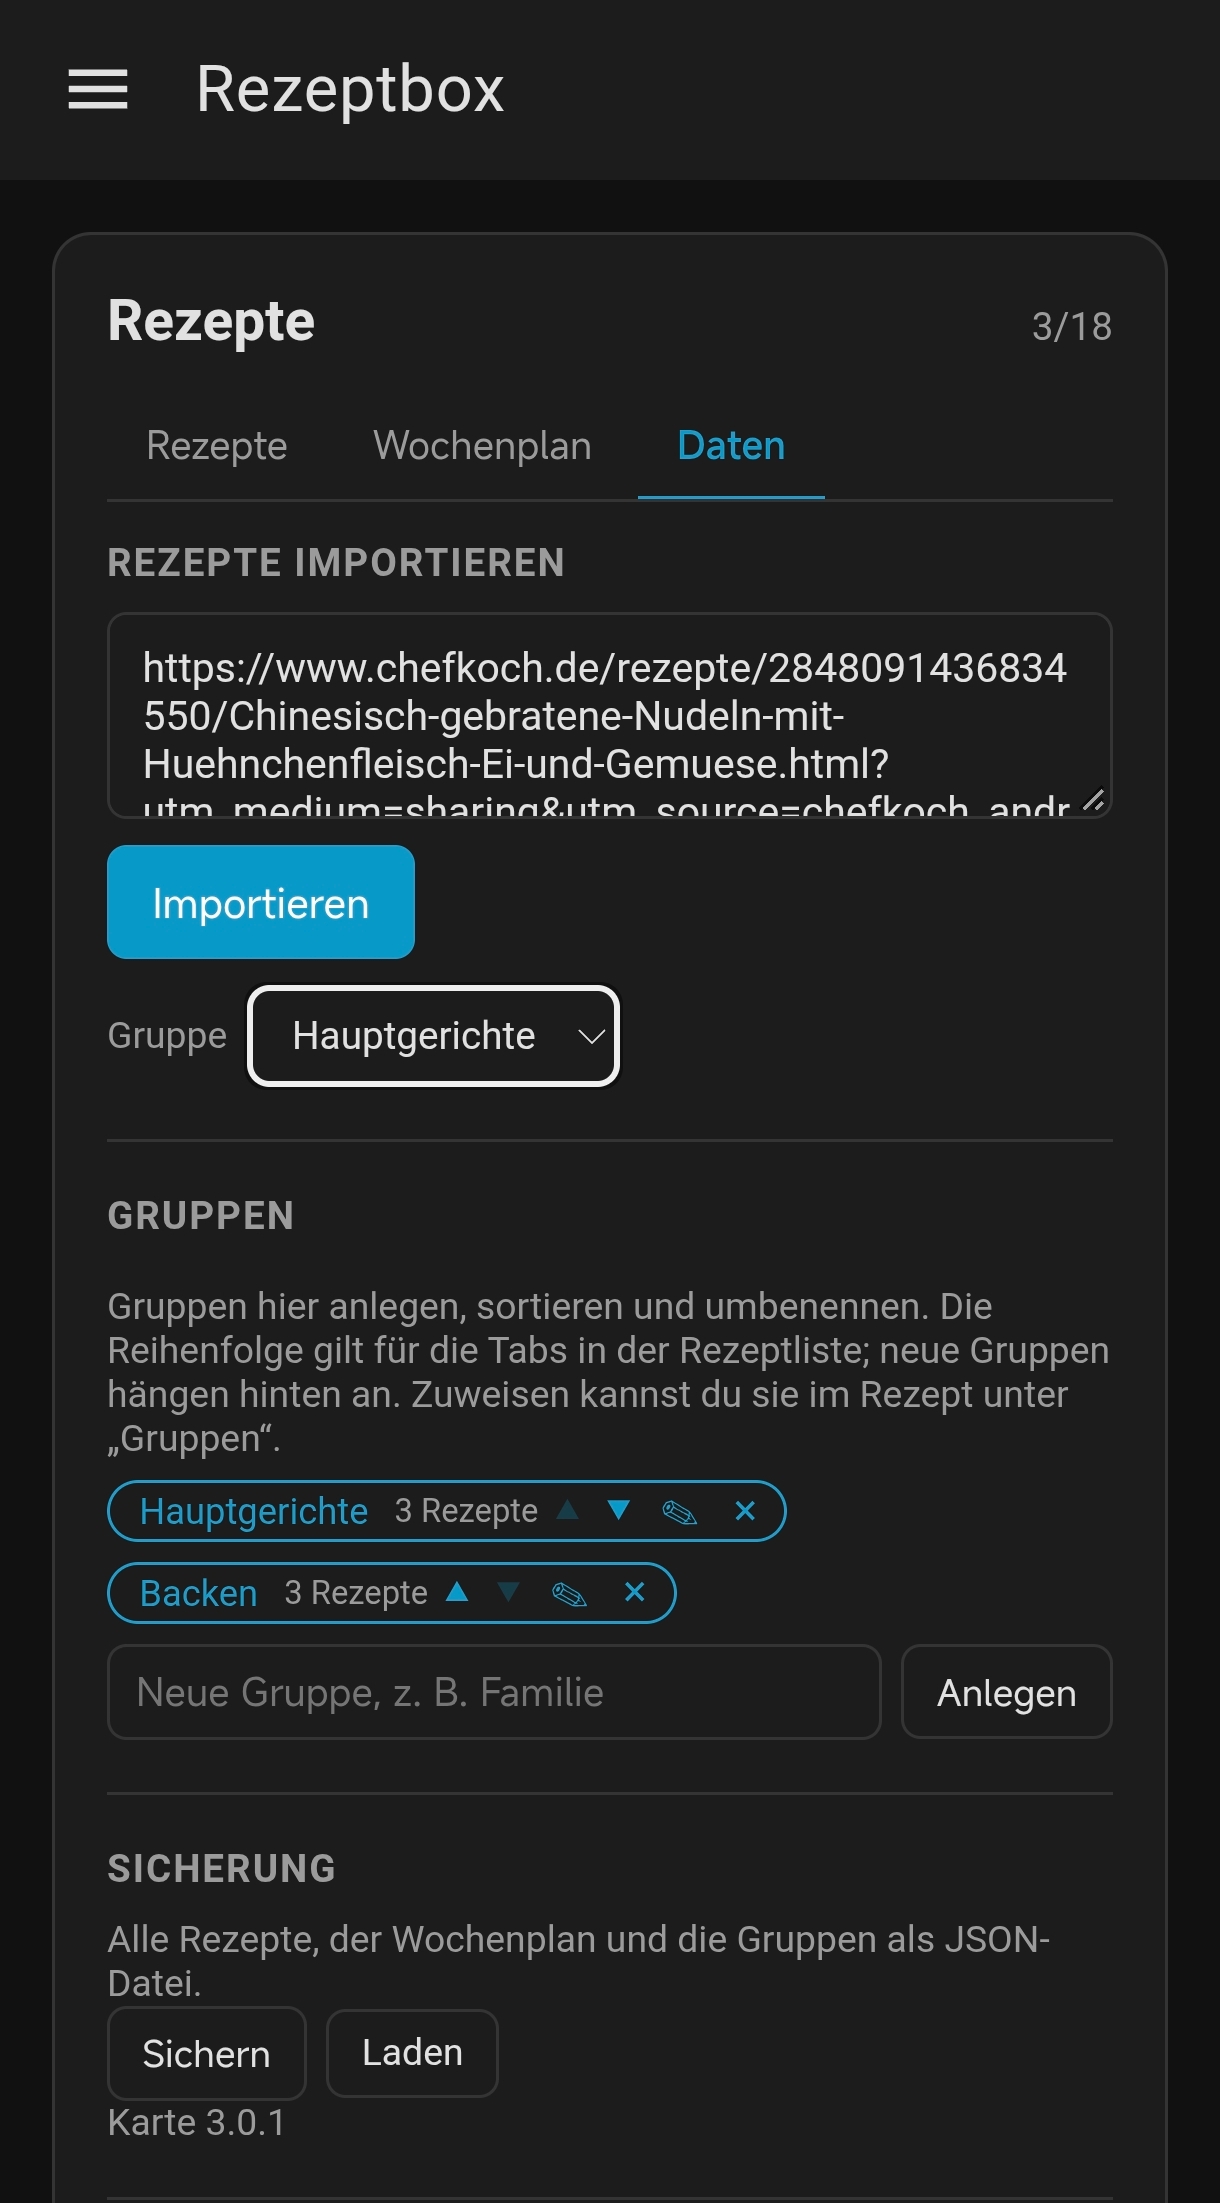 Rezeptbox
Rezepte
3/18
Rezepte Wochenplan Daten
REZEPTE IMPORTIEREN
https://www.chefkoch.de/rezepte/2848091436834
550/Chinesisch-gebratene-Nudeln-mit-
Huehnchenfleisch-Ei-und-Gemuese.html?
utm_medium=sharing&utm_source=chefkoch_andr
Importieren
Gruppe Hauptgerichte
GRUPPEN
Gruppen hier anlegen, sortieren und umbenennen. Die
Reihenfolge gilt für die Tabs in der Rezeptliste; neue Gruppen
hängen hinten an. Zuweisen kannst du sie im Rezept unter
„Gruppen“.
Hauptgerichte 3 Rezepte ▲ ▼ ✎ ×
Backen 3 Rezepte ▲ ▼ ✎ ×
Neue Gruppe, z. B. Familie Anlegen
SICHERUNG
Alle Rezepte, der Wochenplan und die Gruppen als JSON-
Datei.
Sichern Laden
Karte 3.0.1